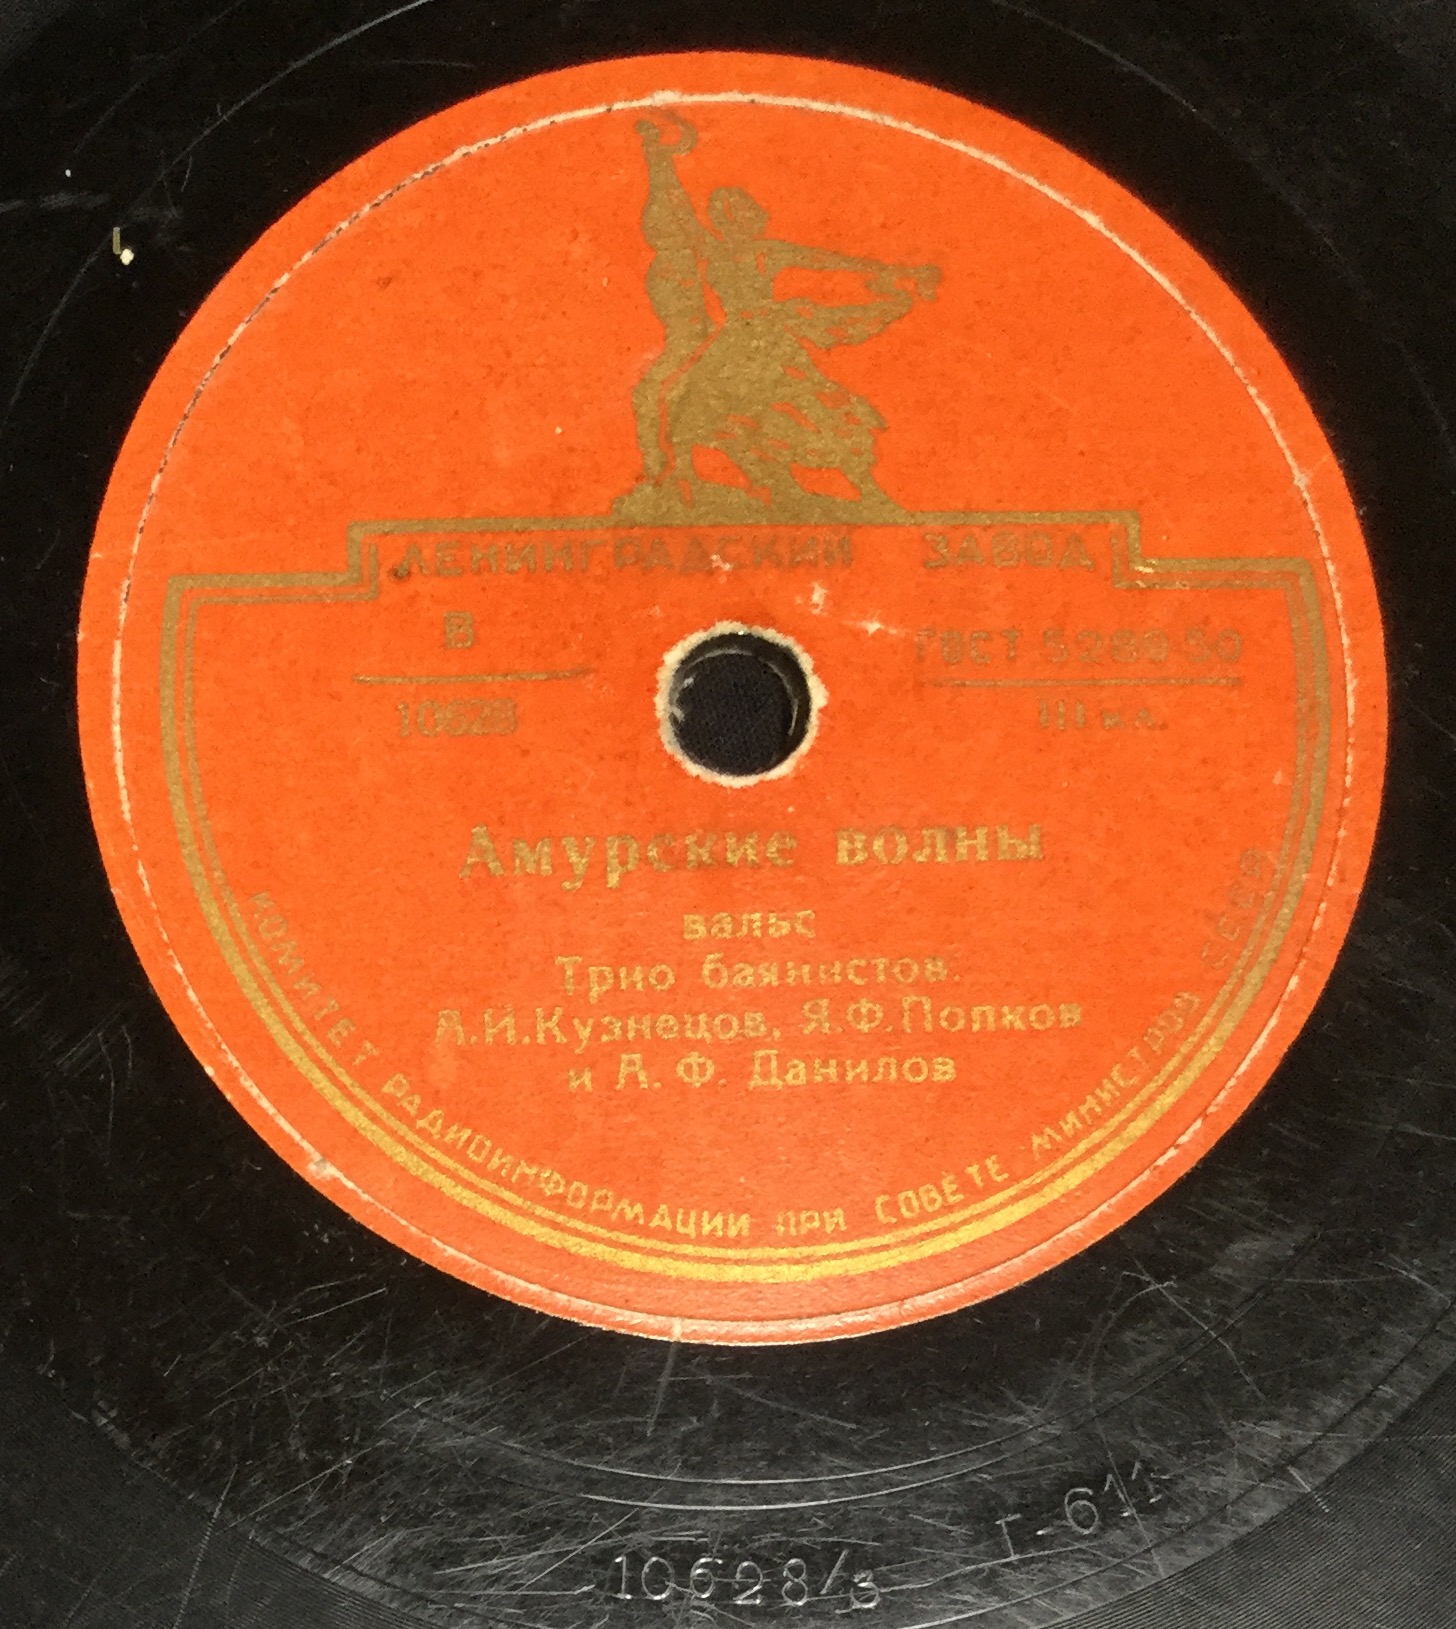 ЛЕНИНГРАДСКИЙ ЗАВОД
В
10628
ГОСТ 5289-50
III кл.
Амурские волны
вальс
Трио баянистов:
А.И.Кузнецов, Я.Ф.Попков
и А. Ф. Данилов
КОМИТЕТ РАДИОИНФОРМАЦИИ ПРИ СОВЕТЕ МИНИСТРОВ СССР
Г-611
10628/3